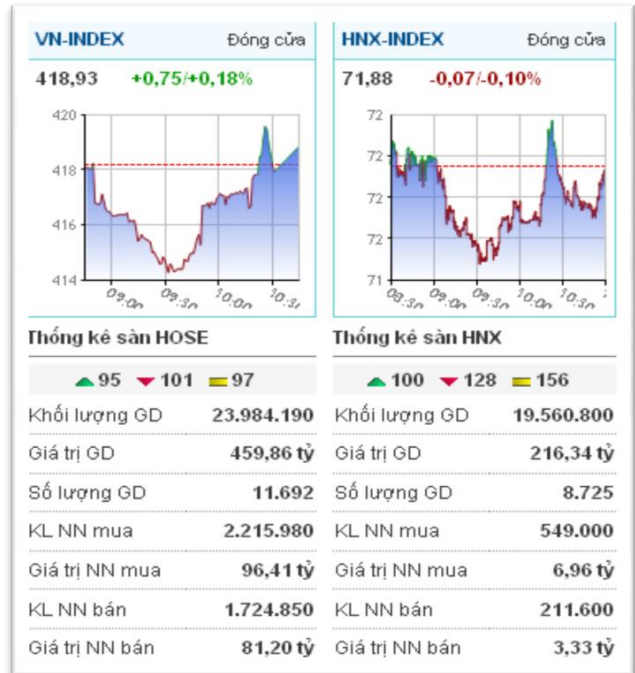 VN-INDEX Đóng cửa
418,93 +0,75/+0,18%
420
418
416
414
09:00 09:30 10:00 10:30
Thống kê sàn HOSE
95 101 97
Khối lượng GD 23.984.190
Giá trị GD 459,86 tỷ
Số lượng GD 11.692
KL NN mua 2.215.980
Giá trị NN mua 96,41 tỷ
KL NN bán 1.724.850
Giá trị NN bán 81,20 tỷ
HNX-INDEX Đóng cửa
71,88 -0,07/-0,10%
72
72
72
72
71
08:30 09:00 09:30 10:00 10:30
Thống kê sàn HNX
100 128 156
Khối lượng GD 19.560.800
Giá trị GD 216,34 tỷ
Số lượng GD 8.725
KL NN mua 549.000
Giá trị NN mua 6,96 tỷ
KL NN bán 211.600
Giá trị NN bán 3,33 tỷ